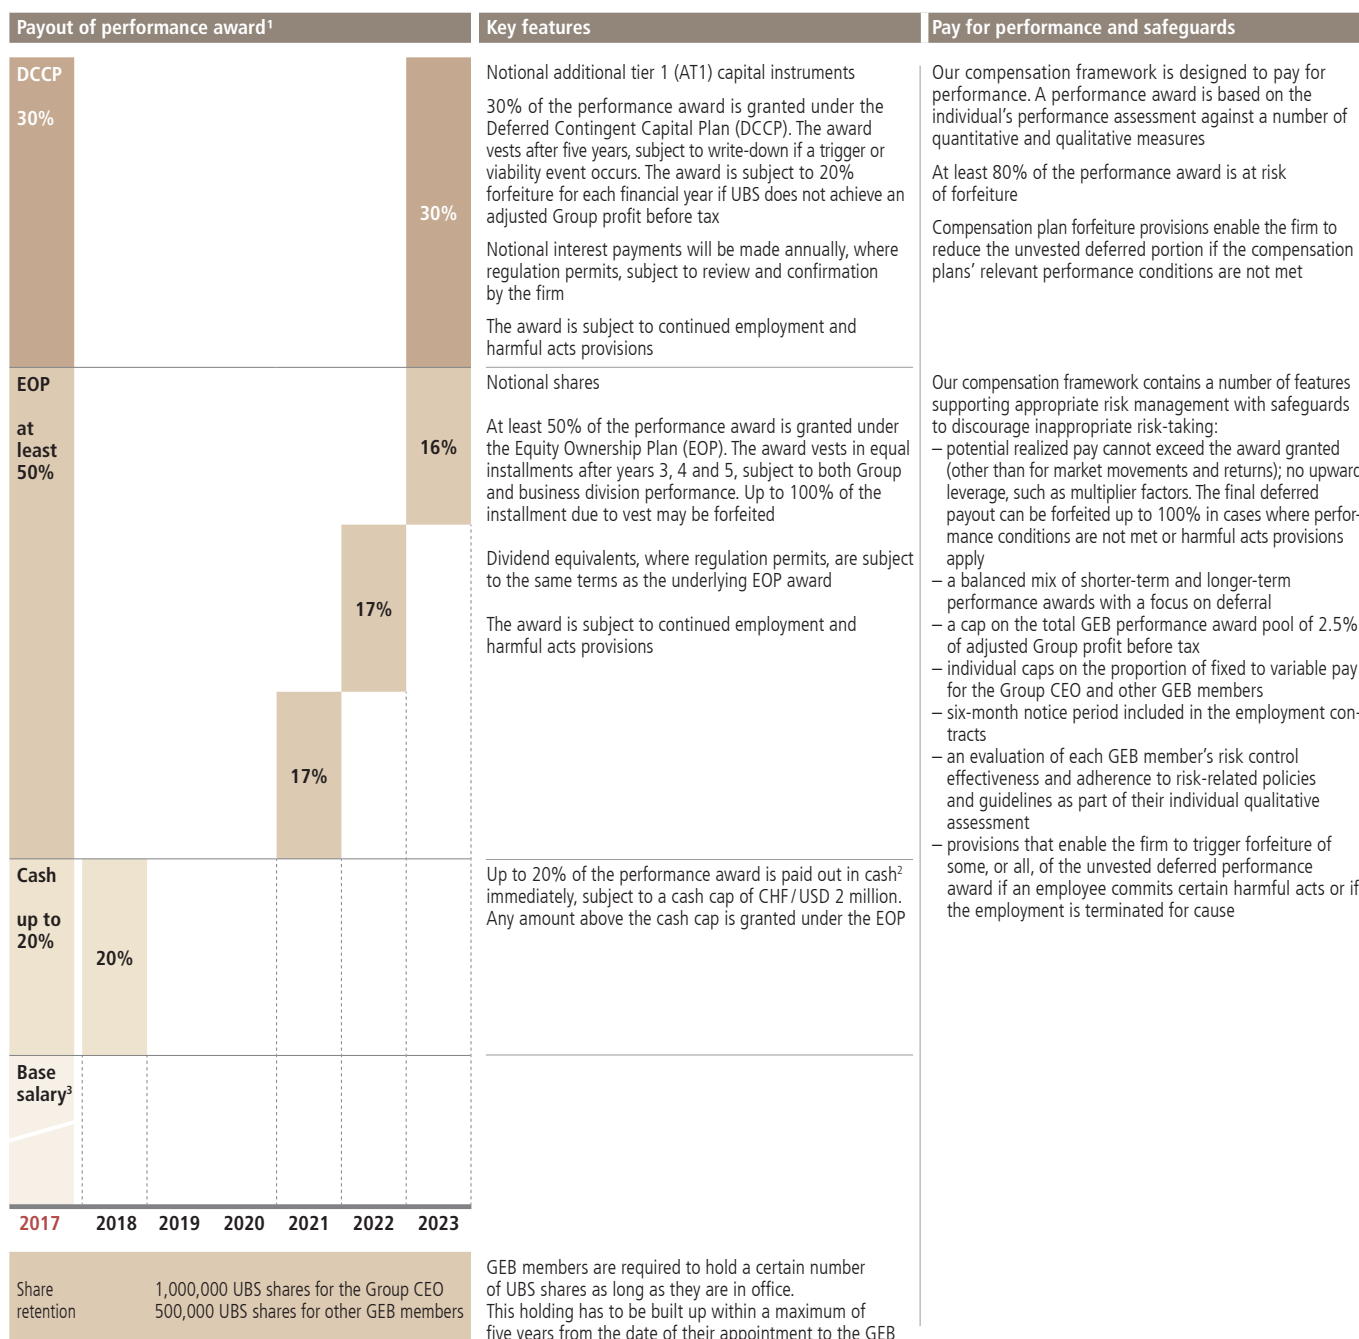 Payout of performance award¹
Key features
Pay for performance and safeguards
DCCP
30%
30%
Notional additional tier 1 (AT1) capital instruments
30% of the performance award is granted under the
Deferred Contingent Capital Plan (DCCP). The award
vests after five years, subject to write-down if a trigger or
viability event occurs. The award is subject to 20%
forfeiture for each financial year if UBS does not achieve an
adjusted Group profit before tax
Notional interest payments will be made annually, where
regulation permits, subject to review and confirmation
by the firm
The award is subject to continued employment and
harmful acts provisions
Our compensation framework is designed to pay for
performance. A performance award is based on the
individual's performance assessment against a number of
quantitative and qualitative measures
At least 80% of the performance award is at risk
of forfeiture
Compensation plan forfeiture provisions enable the firm to
reduce the unvested deferred portion if the compensation
plans' relevant performance conditions are not met
EOP
at
least
50%
16%
17%
17%
Notional shares
At least 50% of the performance award is granted under
the Equity Ownership Plan (EOP). The award vests in equal
installments after years 3, 4 and 5, subject to both Group
and business division performance. Up to 100% of the
installment due to vest may be forfeited
Dividend equivalents, where regulation permits, are subject
to the same terms as the underlying EOP award
The award is subject to continued employment and
harmful acts provisions
Our compensation framework contains a number of features
supporting appropriate risk management with safeguards
to discourage inappropriate risk-taking:
– potential realized pay cannot exceed the award granted
(other than for market movements and returns); no upward
leverage, such as multiplier factors. The final deferred
payout can be forfeited up to 100% in cases where perfor-
mance conditions are not met or harmful acts provisions
apply
– a balanced mix of shorter-term and longer-term
performance awards with a focus on deferral
– a cap on the total GEB performance award pool of 2.5%
of adjusted Group profit before tax
– individual caps on the proportion of fixed to variable pay
for the Group CEO and other GEB members
– six-month notice period included in the employment con-
tracts
– an evaluation of each GEB member's risk control
effectiveness and adherence to risk-related policies
and guidelines as part of their individual qualitative
assessment
– provisions that enable the firm to trigger forfeiture of
some, or all, of the unvested deferred performance
award if an employee commits certain harmful acts or if
the employment is terminated for cause
Cash
up to
20%
20%
Up to 20% of the performance award is paid out in cash²
immediately, subject to a cash cap of CHF / USD 2 million.
Any amount above the cash cap is granted under the EOP
Base
salary³
2017 2018 2019 2020 2021 2022 2023
Share
retention
1,000,000 UBS shares for the Group CEO
500,000 UBS shares for other GEB members
GEB members are required to hold a certain number
of UBS shares as long as they are in office.
This holding has to be built up within a maximum of
five years from the date of their appointment to the GEB